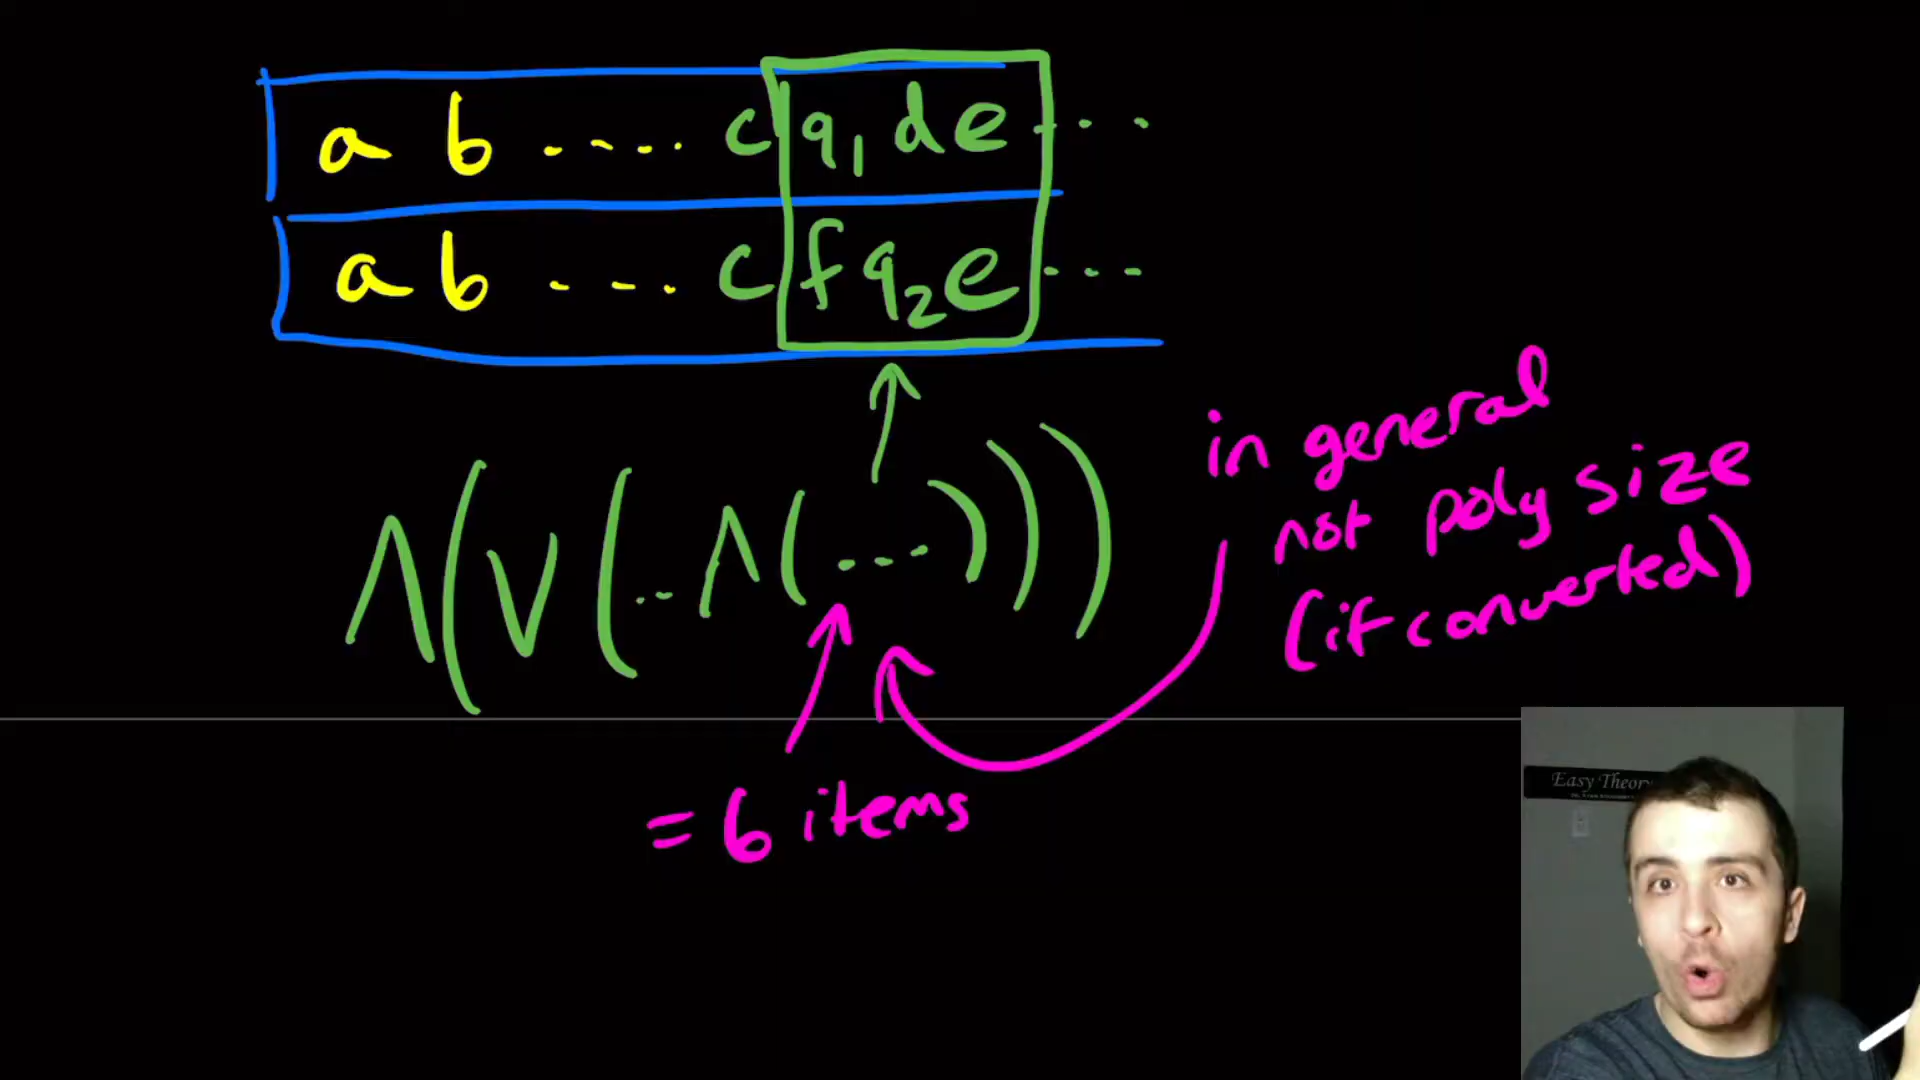 a b .... c q₁ d e ...
a b .... c f q₂ e ...
∧(∨(..∧(...)))
in general
not poly size
(if converted)
= 6 items
Easy Theory